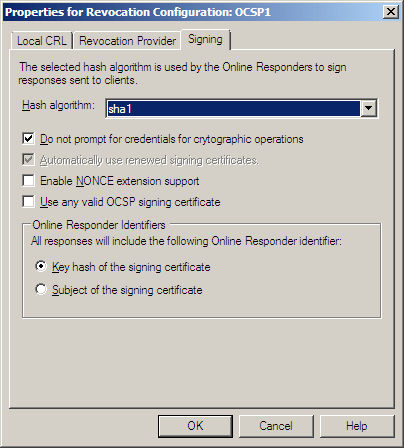 Properties for Revocation Configuration: OCSP1
Local CRL
Revocation Provider
Signing
The selected hash algorithm is used by the Online Responders to sign
responses sent to clients.
Hash algorithm:
sha1
Do not prompt for credentials for crytographic operations
Automatically use renewed signing certificates.
Enable NONCE extension support
Use any valid OCSP signing certificate
Online Responder Identifiers
All responses will include the following Online Responder identifier:
Key hash of the signing certificate
Subject of the signing certificate
OK
Cancel
Help